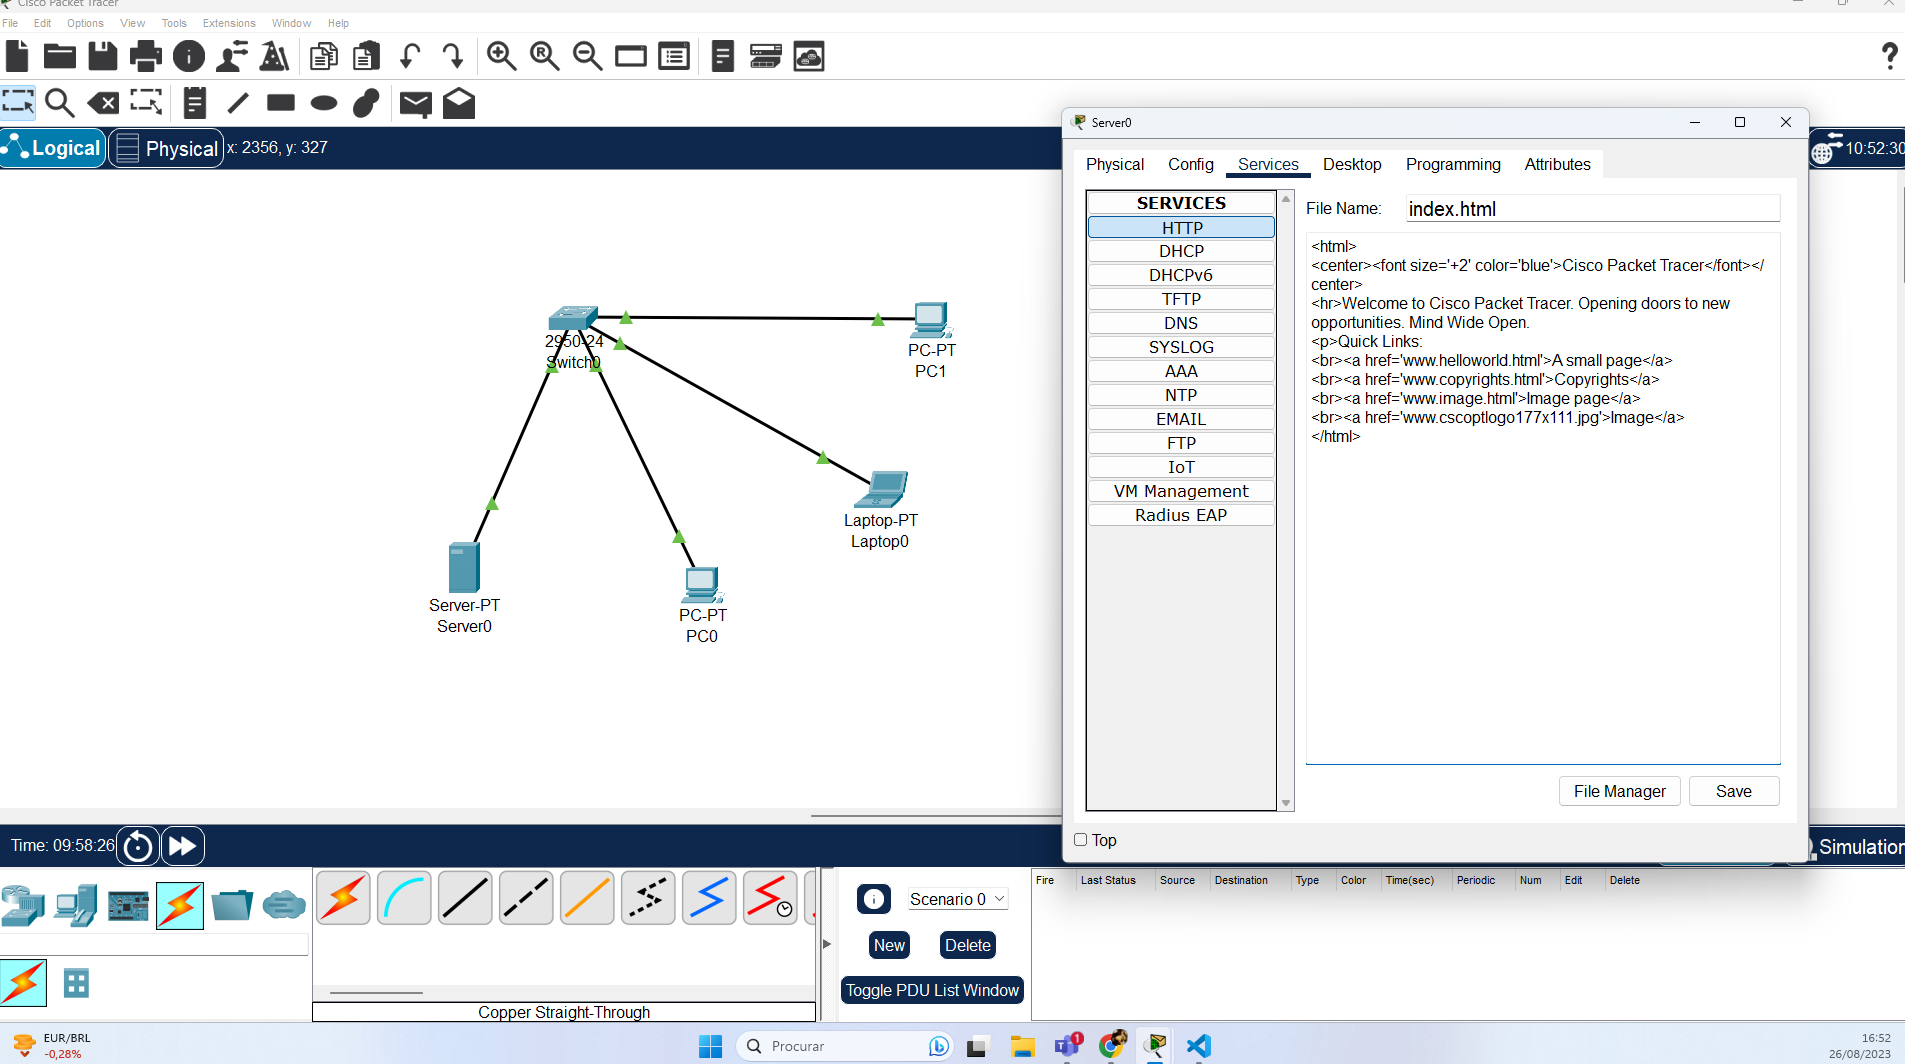 Cisco Packet Tracer
File Edit Options View Tools Extensions Window Help
Logical
Physical
x: 2356, y: 327
10:52:30
2950-24
Switch0
PC-PT
PC1
Laptop-PT
Laptop0
Server-PT
Server0
PC-PT
PC0
Server0
Physical Config Services Desktop Programming Attributes
SERVICES
HTTP
DHCP
DHCPv6
TFTP
DNS
SYSLOG
AAA
NTP
EMAIL
FTP
IoT
VM Management
Radius EAP
File Name: index.html
<html>
<center><font size='+2' color='blue'>Cisco Packet Tracer</font></
center>
<hr>Welcome to Cisco Packet Tracer. Opening doors to new
opportunities. Mind Wide Open.
<p>Quick Links:
<br><a href='www.helloworld.html'>A small page</a>
<br><a href='www.copyrights.html'>Copyrights</a>
<br><a href='www.image.html'>Image page</a>
<br><a href='www.cscoptlogo177x111.jpg'>Image</a>
</html>
File Manager Save
Top
Time: 09:58:26
Simulation
Scenario 0
New Delete
Toggle PDU List Window
Fire Last Status Source Destination Type Color Time(sec) Periodic Num Edit Delete
Copper Straight-Through
EUR/BRL
-0,28%
Procurar
1
16:52
26/08/2023